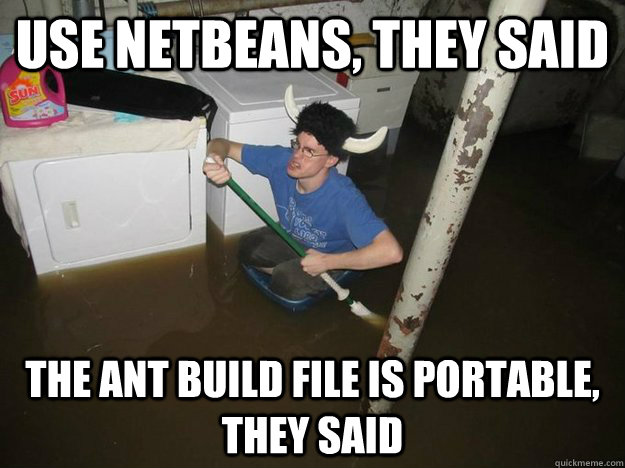 USE NETBEANS, THEY SAID
SUN
THE ANT BUILD FILE IS PORTABLE,
THEY SAID
quickmeme.com